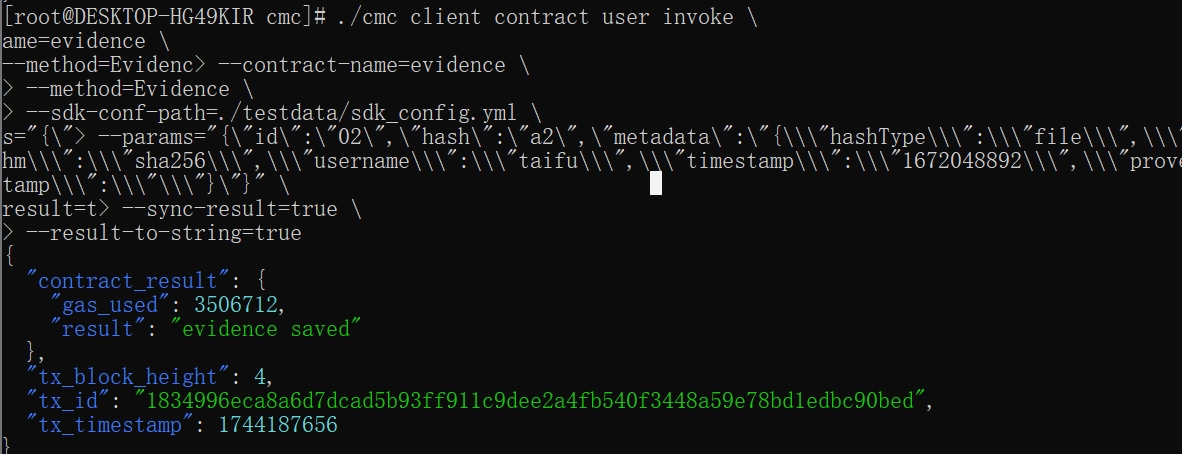 [root@DESKTOP-HG49KIR cmc]# ./cmc client contract user invoke \
ame=evidence \
--method=Evidenc> --contract-name=evidence \
> --method=Evidence \
> --sdk-conf-path=./testdata/sdk_config.yml \
s="{\"> --params="{\"id\":\"02\",\"hash\":\"a2\",\"metadata\":\"{\\\"hashType\\\":\\\"file\\\",\\\"
hm\\\":\\\"sha256\\\",\\\"username\\\":\\\"taifu\\\",\\\"timestamp\\\":\\\"1672048892\\\",\\\"prove
tamp\\\":\\\"\\\"}\"}" \
result=t> --sync-result=true \
> --result-to-string=true
{
"contract_result": {
"gas_used": 3506712,
"result": "evidence saved"
},
"tx_block_height": 4,
"tx_id": "1834996eca8a6d7dcad5b93ff911c9dee2a4fb540f3448a59e78bd1edbc90bed",
"tx_timestamp": 1744187656
}